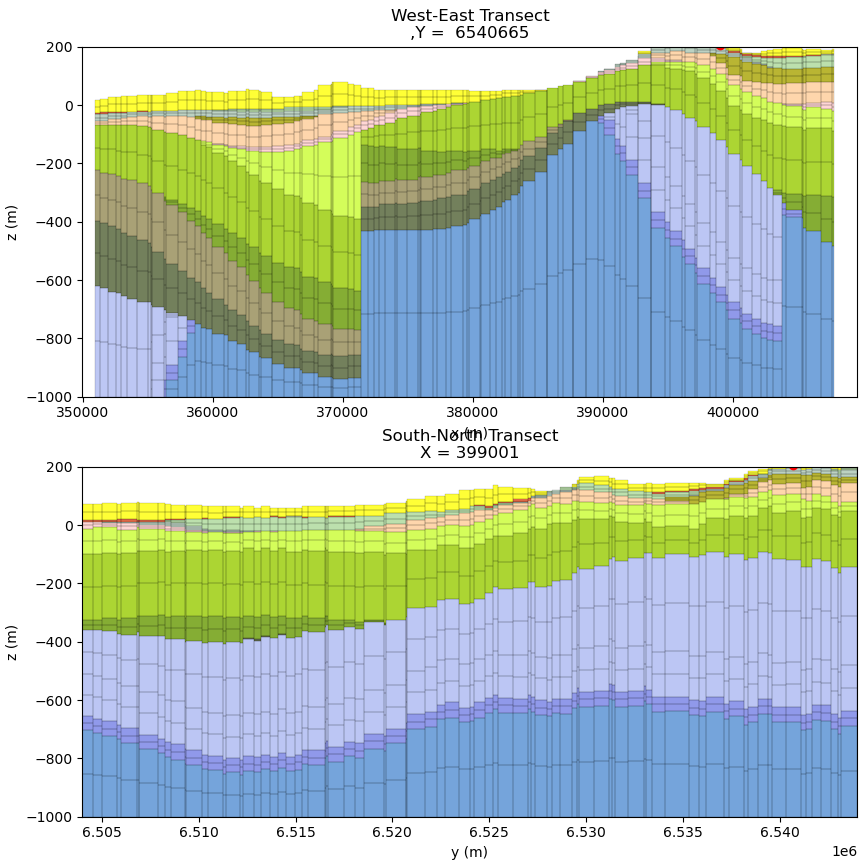 West-East Transect
,Y =  6540665
200
0
−200
−400
−600
−800
−1000
z (m)
350000 360000 370000 380000 390000 400000
x (m)
South-North Transect
X = 399001
200
0
−200
−400
−600
−800
−1000
z (m)
6.505 6.510 6.515 6.520 6.525 6.530 6.535 6.540
1e6
y (m)